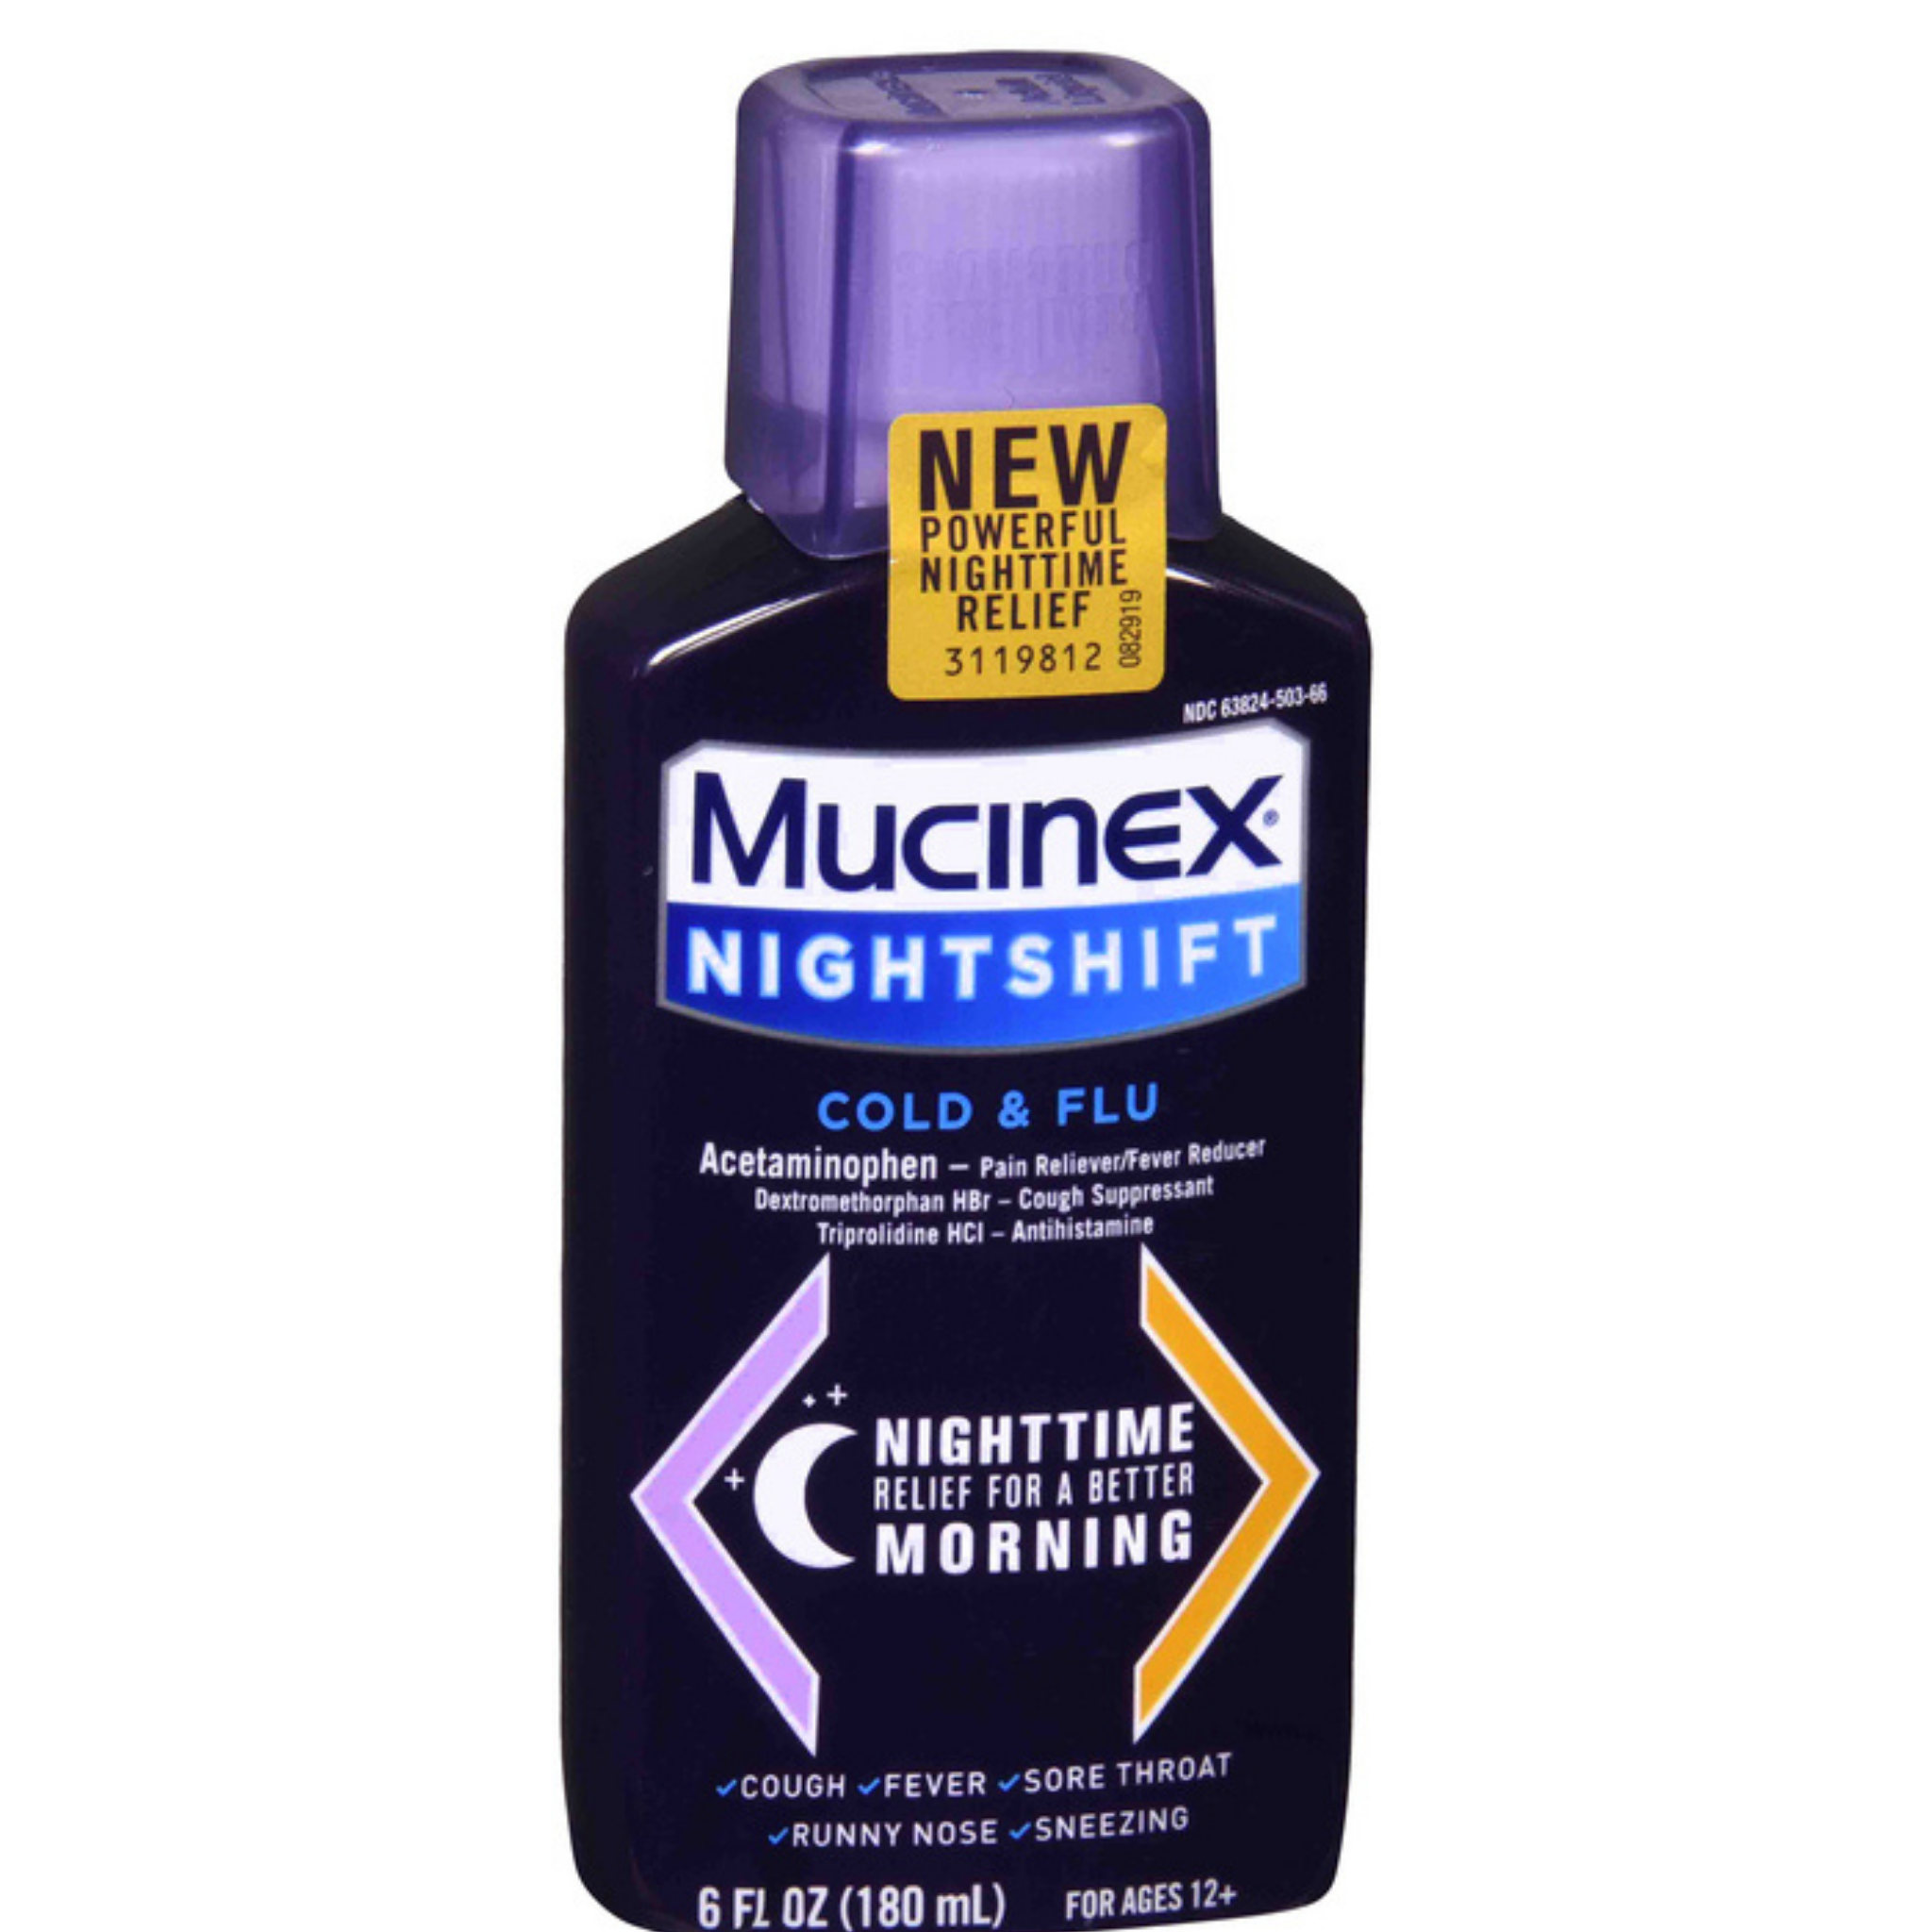 NEW
POWERFUL
NIGHTTIME
RELIEF
3119812
082919
NDC 63824-503-66
Mucinex®
NIGHTSHIFT
COLD & FLU
Acetaminophen – Pain Reliever/Fever Reducer
Dextromethorphan HBr – Cough Suppressant
Triprolidine HCl – Antihistamine
NIGHTTIME
RELIEF FOR A BETTER
MORNING
✓COUGH ✓FEVER ✓SORE THROAT
✓RUNNY NOSE ✓SNEEZING
6 FL OZ (180 mL) FOR AGES 12+